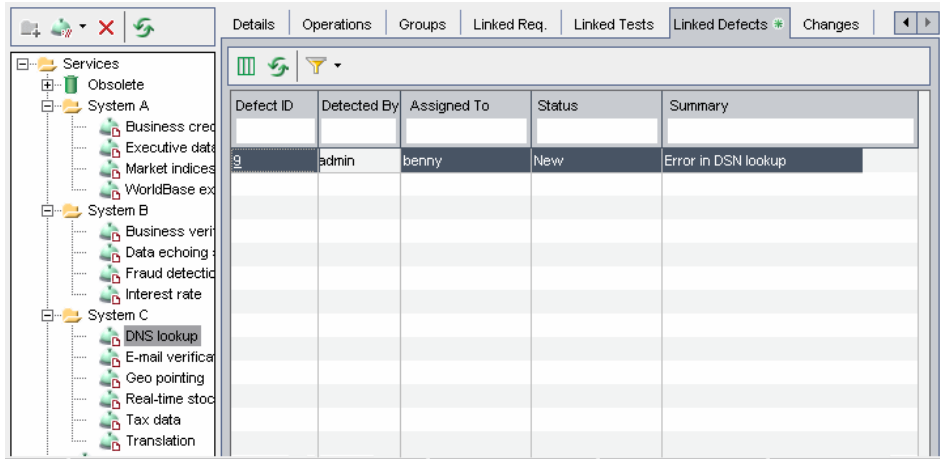 Details Operations Groups Linked Req. Linked Tests Linked Defects Changes
Services
Obsolete
System A
Business cred
Executive data
Market indices
WorldBase ex
System B
Business veri
Data echoing
Fraud detectio
Interest rate
System C
DNS lookup
E-mail verifica
Geo pointing
Real-time stoc
Tax data
Translation
Defect ID Detected By Assigned To Status Summary
9 admin benny New Error in DSN lookup